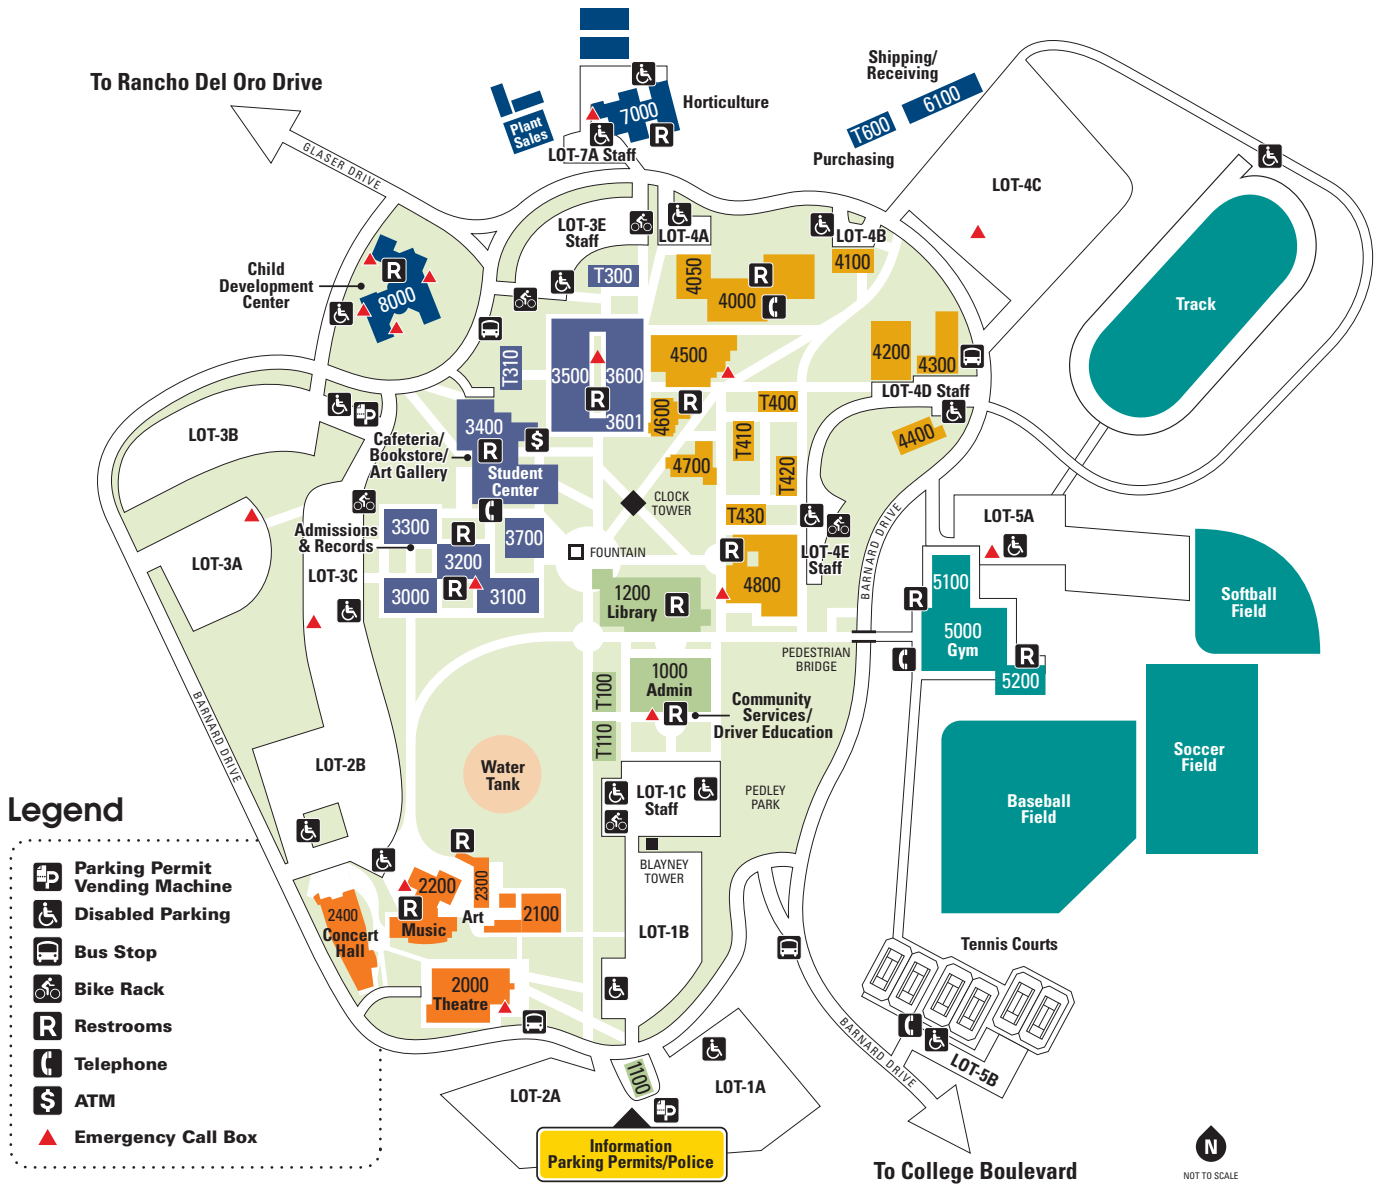 To Rancho Del Oro Drive
GLASER DRIVE
Plant
Sales
7000
Horticulture
LOT-7A Staff
Shipping/
Receiving
6100
T600
Purchasing
LOT-4C
Track
LOT-3E
Staff
LOT-4A
LOT-4B
4100
4050
4000
T300
Child
Development
Center
8000
T310
3500
3600
3601
4500
4200
4300
LOT-4D Staff
4400
T400
4600
T410
4700
T420
T430
LOT-3B
Cafeteria/
Bookstore/
Art Gallery
3400
Student
Center
CLOCK
TOWER
FOUNTAIN
Admissions
& Records
3300
3200
3700
3000
3100
LOT-3A
LOT-3C
1200
Library
4800
LOT-4E
Staff
BARNARD DRIVE
LOT-5A
5100
5000
Gym
5200
Softball
Field
PEDESTRIAN
BRIDGE
T100
T110
1000
Admin
Community
Services/
Driver Education
BARNARD DRIVE
LOT-2B
Water
Tank
LOT-1C
Staff
PEDLEY
PARK
BLAYNEY
TOWER
Soccer
Field
Baseball
Field
Legend
Parking Permit
Vending Machine
Disabled Parking
Bus Stop
Bike Rack
R
Restrooms
Telephone
$
ATM
Emergency Call Box
2200
2300
2100
Art
Music
2400
Concert
Hall
2000
Theatre
LOT-1B
Tennis Courts
LOT-5B
BARNARD DRIVE
LOT-2A
1100
LOT-1A
Information
Parking Permits/Police
To College Boulevard
N
NOT TO SCALE